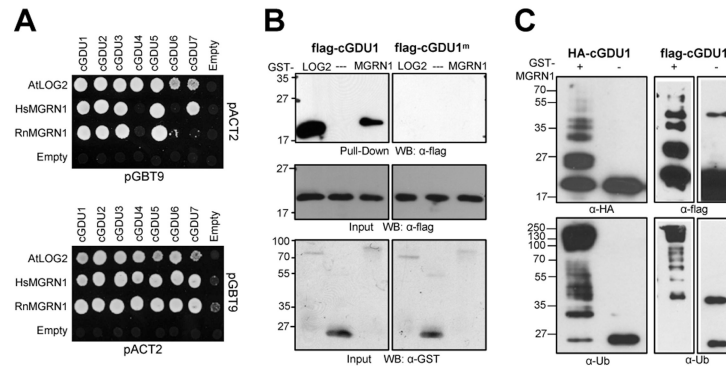 A
cGDU1 cGDU2 cGDU3 cGDU4 cGDU5 cGDU6 cGDU7 Empty
AtLOG2
HsMGRN1
RnMGRN1
Empty
pACT2
pGBT9
cGDU1 cGDU2 cGDU3 cGDU4 cGDU5 cGDU6 cGDU7 Empty
AtLOG2
HsMGRN1
RnMGRN1
Empty
pGBT9
pACT2
B
flag-cGDU1 flag-cGDU1ᵐ
GST- LOG2 --- MGRN1 LOG2 --- MGRN1
35
27
17
Pull-Down WB: α-flag
27
17
12
Input WB: α-flag
100
70
55
35
27
Input WB: α-GST
C
HA-cGDU1 flag-cGDU1
GST-
MGRN1 + - + -
70
55
35
27
17
α-HA α-flag
250
130
100
70
55
35
27
α-Ub α-Ub